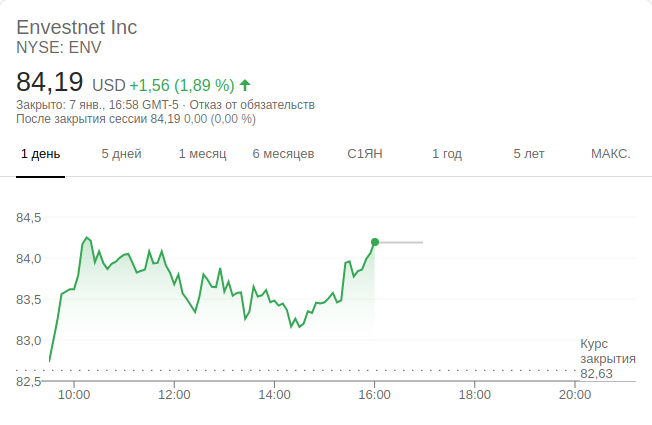 Envestnet Inc
NYSE: ENV
84,19 USD +1,56 (1,89 %)
Закрыто: 7 янв., 16:58 GMT-5 · Отказ от обязательств
После закрытия сессии 84,19 0,00 (0,00 %)
1 день 5 дней 1 месяц 6 месяцев С1ЯН 1 год 5 лет МАКС.
84,5
84,0
83,5
83,0
Курс
закрытия
82,63
82,5
10:00 12:00 14:00 16:00 18:00 20:00